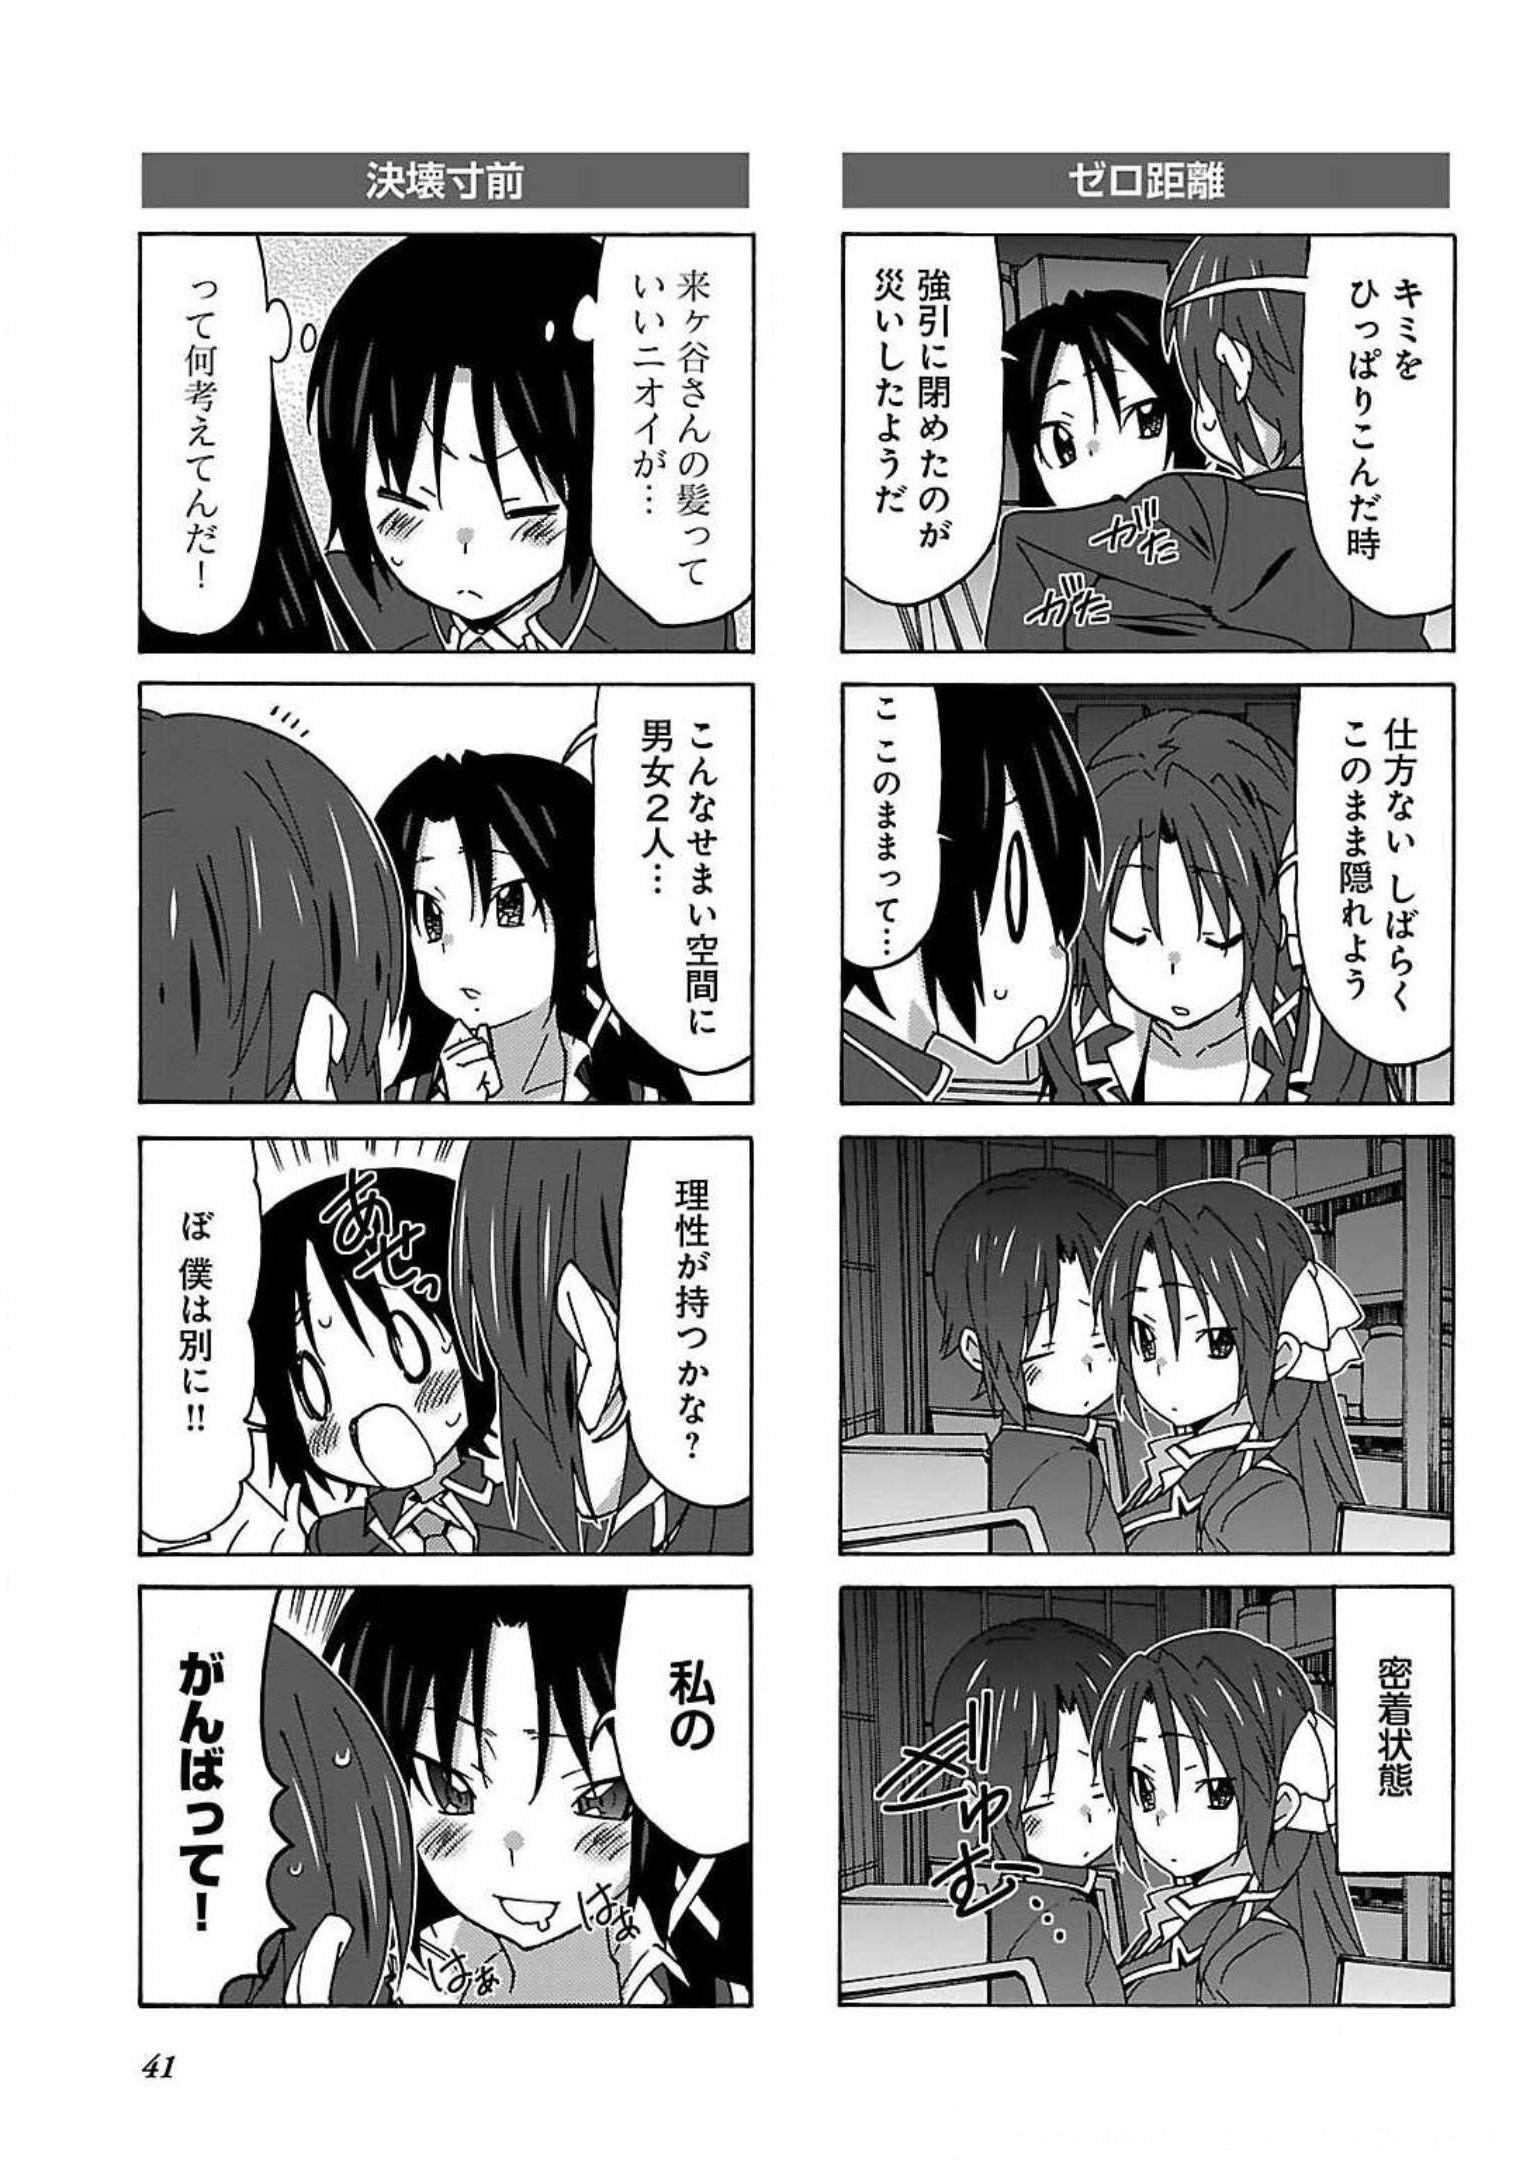 ゼロ距離
キミを
ひっぱりこんだ時
強引に閉めたのが
災いしたようだ
ガタ
ガタ
仕方ない しばらく
このまま隠れよう
こ このままって…
密着状態
ぎゅむ…
決壊寸前
来ヶ谷さんの髪って
いいニオイが…
って何考えてんだ!
こんなせまい空間に
男女2人…
理性が持つかな?
あせっ
ぼ 僕は別に!!
私の
はぁ
はぁ
がんばって!
41